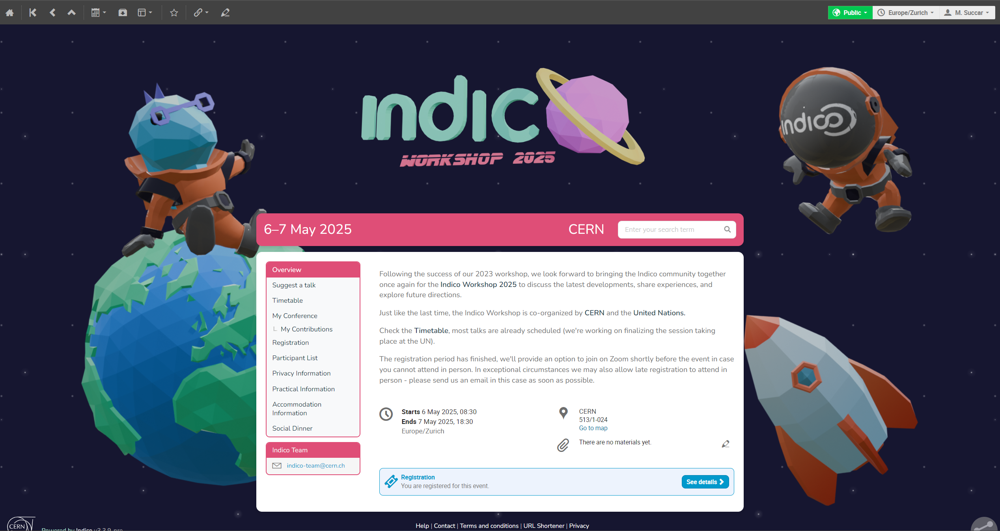 Public
Europe/Zurich
M. Succar
indico
WORKSHOP 2025
indico
6–7 May 2025
CERN
Enter your search term
Overview
Suggest a talk
Timetable
My Conference
My Contributions
Registration
Participant List
Privacy Information
Practical Information
Accommodation
Information
Social Dinner
Indico Team
indico-team@cern.ch
Following the success of our 2023 workshop, we look forward to bringing the Indico community together
once again for the Indico Workshop 2025 to discuss the latest developments, share experiences, and
explore future directions.
Just like the last time, the Indico Workshop is co-organized by CERN and the United Nations.
Check the Timetable, most talks are already scheduled (we're working on finalizing the session taking
place at the UN).
The registration period has finished, we'll provide an option to join on Zoom shortly before the event in case
you cannot attend in person. In exceptional circumstances we may also allow late registration to attend in
person - please send us an email in this case as soon as possible.
Starts 6 May 2025, 08:30
Ends 7 May 2025, 18:30
Europe/Zurich
CERN
513/1-024
Go to map
There are no materials yet.
Registration
You are registered for this event.
See details
CERN
Powered by Indico v3.3.9-pre
Help | Contact | Terms and conditions | URL Shortener | Privacy